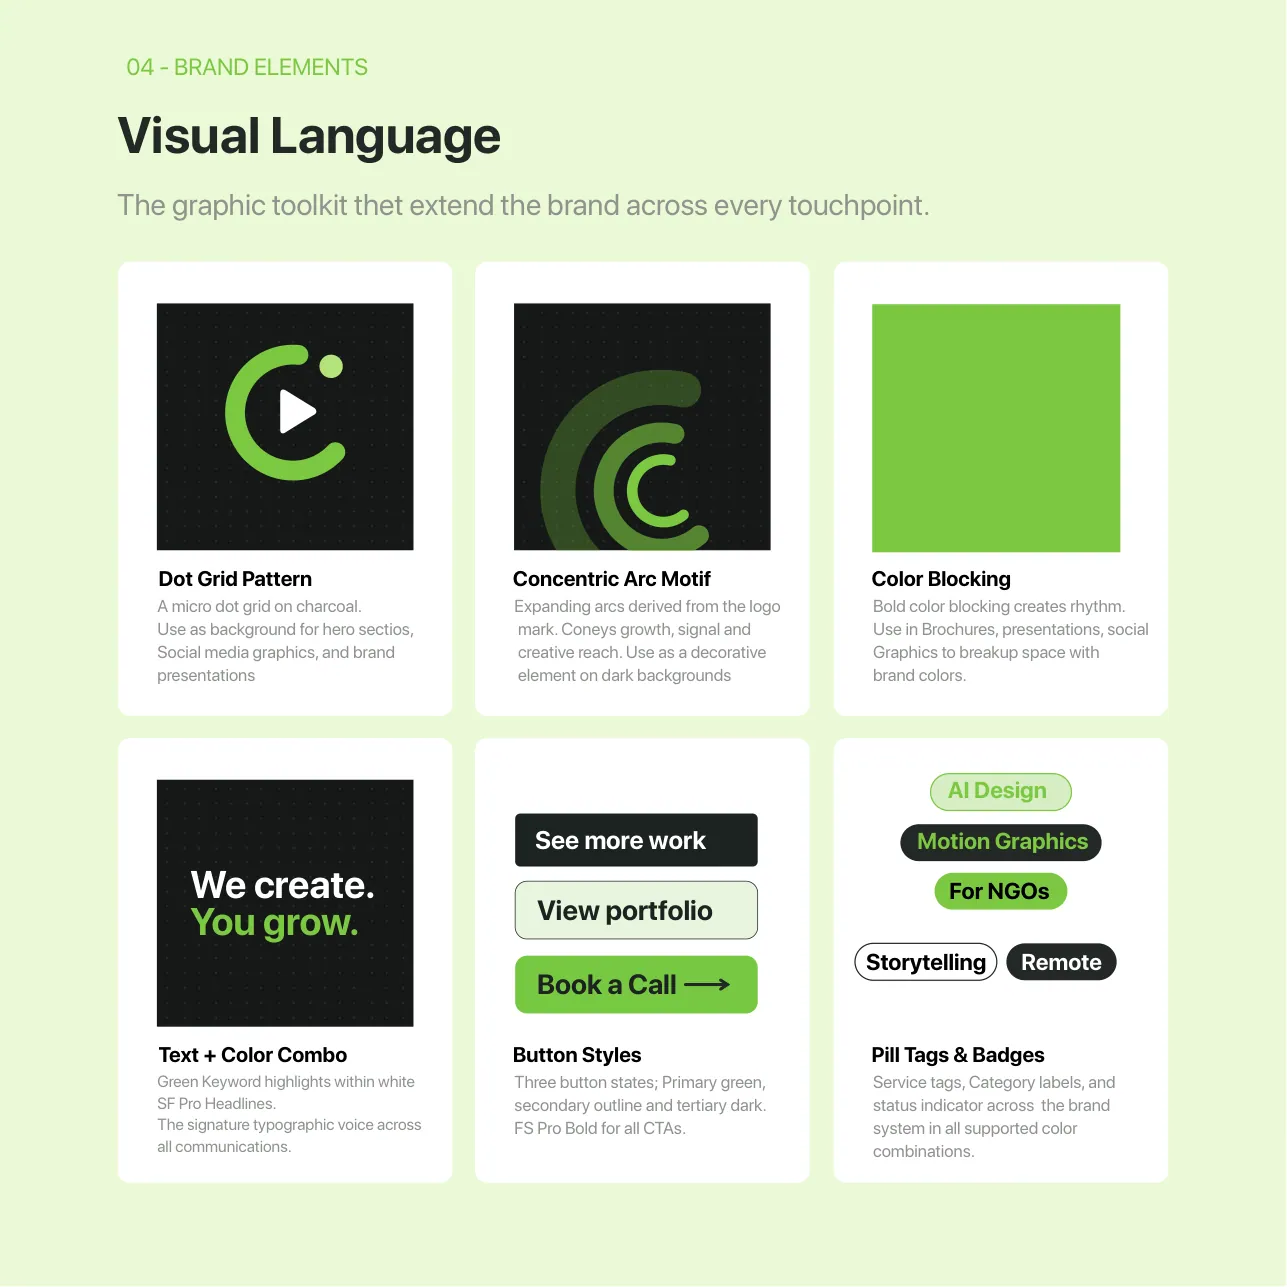 04 - BRAND ELEMENTS
Visual Language
The graphic toolkit thet extend the brand across every touchpoint.
Dot Grid Pattern
A micro dot grid on charcoal.
Use as background for hero sectios,
Social media graphics, and brand
presentations
Concentric Arc Motif
Expanding arcs derived from the logo
mark. Coneys growth, signal and
creative reach. Use as a decorative
element on dark backgrounds
Color Blocking
Bold color blocking creates rhythm.
Use in Brochures, presentations, social
Graphics to breakup space with
brand colors.
We create.
You grow.
Text + Color Combo
Green Keyword highlights within white
SF Pro Headlines.
The signature typographic voice across
all communications.
See more work
View portfolio
Book a Call ⟶
Button Styles
Three button states; Primary green,
secondary outline and tertiary dark.
FS Pro Bold for all CTAs.
AI Design
Motion Graphics
For NGOs
Storytelling Remote
Pill Tags & Badges
Service tags, Category labels, and
status indicator across  the brand
system in all supported color
combinations.